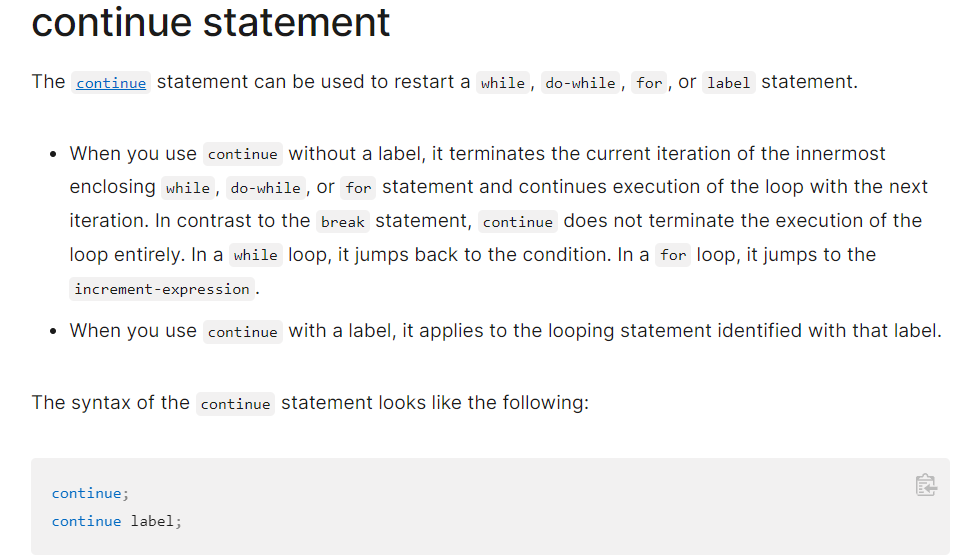 continue statement
The continue statement can be used to restart a while, do-while, for, or label statement.
• When you use continue without a label, it terminates the current iteration of the innermost
enclosing while, do-while, or for statement and continues execution of the loop with the next
iteration. In contrast to the break statement, continue does not terminate the execution of the
loop entirely. In a while loop, it jumps back to the condition. In a for loop, it jumps to the
increment-expression.
• When you use continue with a label, it applies to the looping statement identified with that label.
The syntax of the continue statement looks like the following:
continue;
continue label;